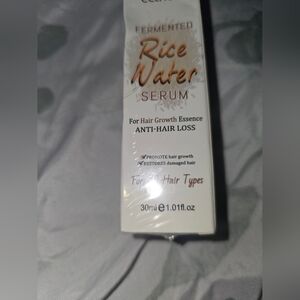 FERMENTED
Rice
Water
SERUM
For Hair Growth Essence
ANTI-HAIR LOSS
PROMOTE hair growth
RESTORES damaged hair
For All Hair Types
30ml e 1.01fl.oz